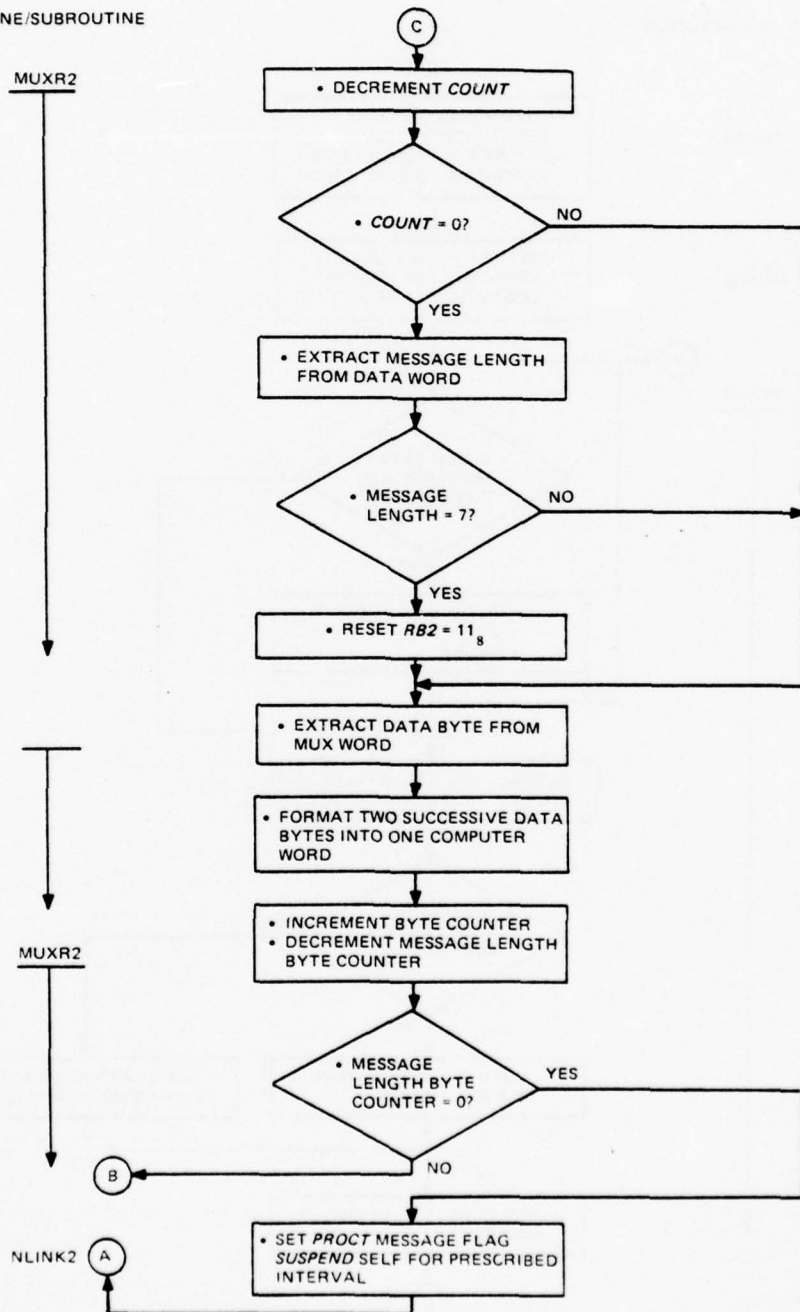 NE/SUBROUTINE
C
MUXR2
• DECREMENT COUNT
• COUNT = 0?
NO
YES
• EXTRACT MESSAGE LENGTH
FROM DATA WORD
• MESSAGE
LENGTH = 7?
NO
YES
• RESET RB2 = 11₈
• EXTRACT DATA BYTE FROM
MUX WORD
• FORMAT TWO SUCCESSIVE DATA
BYTES INTO ONE COMPUTER
WORD
• INCREMENT BYTE COUNTER
• DECREMENT MESSAGE LENGTH
BYTE COUNTER
MUXR2
• MESSAGE
LENGTH BYTE
COUNTER = 0?
YES
NO
B
• SET PROCT MESSAGE FLAG
SUSPEND SELF FOR PRESCRIBED
INTERVAL
NLINK2
A